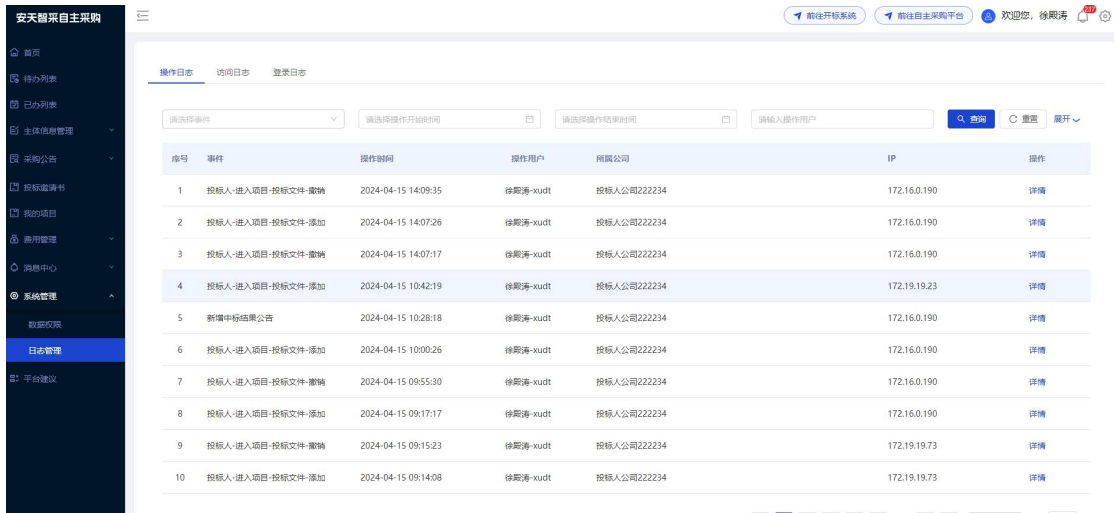 安天智采自主采购
前往开标系统 前往自主采购平台 欢迎您，徐殿涛 237
首页
待办列表
已办列表
主体信息管理
采购公告
投标邀请书
我的项目
费用管理
消息中心
系统管理
数据权限
日志管理
平台建议
操作日志 访问日志 登录日志
请选择事件 请选择操作开始时间 请选择操作结束时间 请输入操作用户 查询 重置 展开
序号 事件 操作时间 操作用户 所属公司 IP 操作
1 投标人-进入项目-投标文件-撤销 2024-04-15 14:09:35 徐殿涛-xudt 投标人公司222234 172.16.0.190 详情
2 投标人-进入项目-投标文件-添加 2024-04-15 14:07:26 徐殿涛-xudt 投标人公司222234 172.16.0.190 详情
3 投标人-进入项目-投标文件-撤销 2024-04-15 14:07:17 徐殿涛-xudt 投标人公司222234 172.16.0.190 详情
4 投标人-进入项目-投标文件-添加 2024-04-15 10:42:19 徐殿涛-xudt 投标人公司222234 172.19.19.23 详情
5 新增中标结果公告 2024-04-15 10:28:18 徐殿涛-xudt 投标人公司222234 172.16.0.190 详情
6 投标人-进入项目-投标文件-添加 2024-04-15 10:00:26 徐殿涛-xudt 投标人公司222234 172.16.0.190 详情
7 投标人-进入项目-投标文件-撤销 2024-04-15 09:55:30 徐殿涛-xudt 投标人公司222234 172.16.0.190 详情
8 投标人-进入项目-投标文件-添加 2024-04-15 09:17:17 徐殿涛-xudt 投标人公司222234 172.16.0.190 详情
9 投标人-进入项目-投标文件-撤销 2024-04-15 09:15:23 徐殿涛-xudt 投标人公司222234 172.19.19.73 详情
10 投标人-进入项目-投标文件-添加 2024-04-15 09:14:08 徐殿涛-xudt 投标人公司222234 172.19.19.73 详情